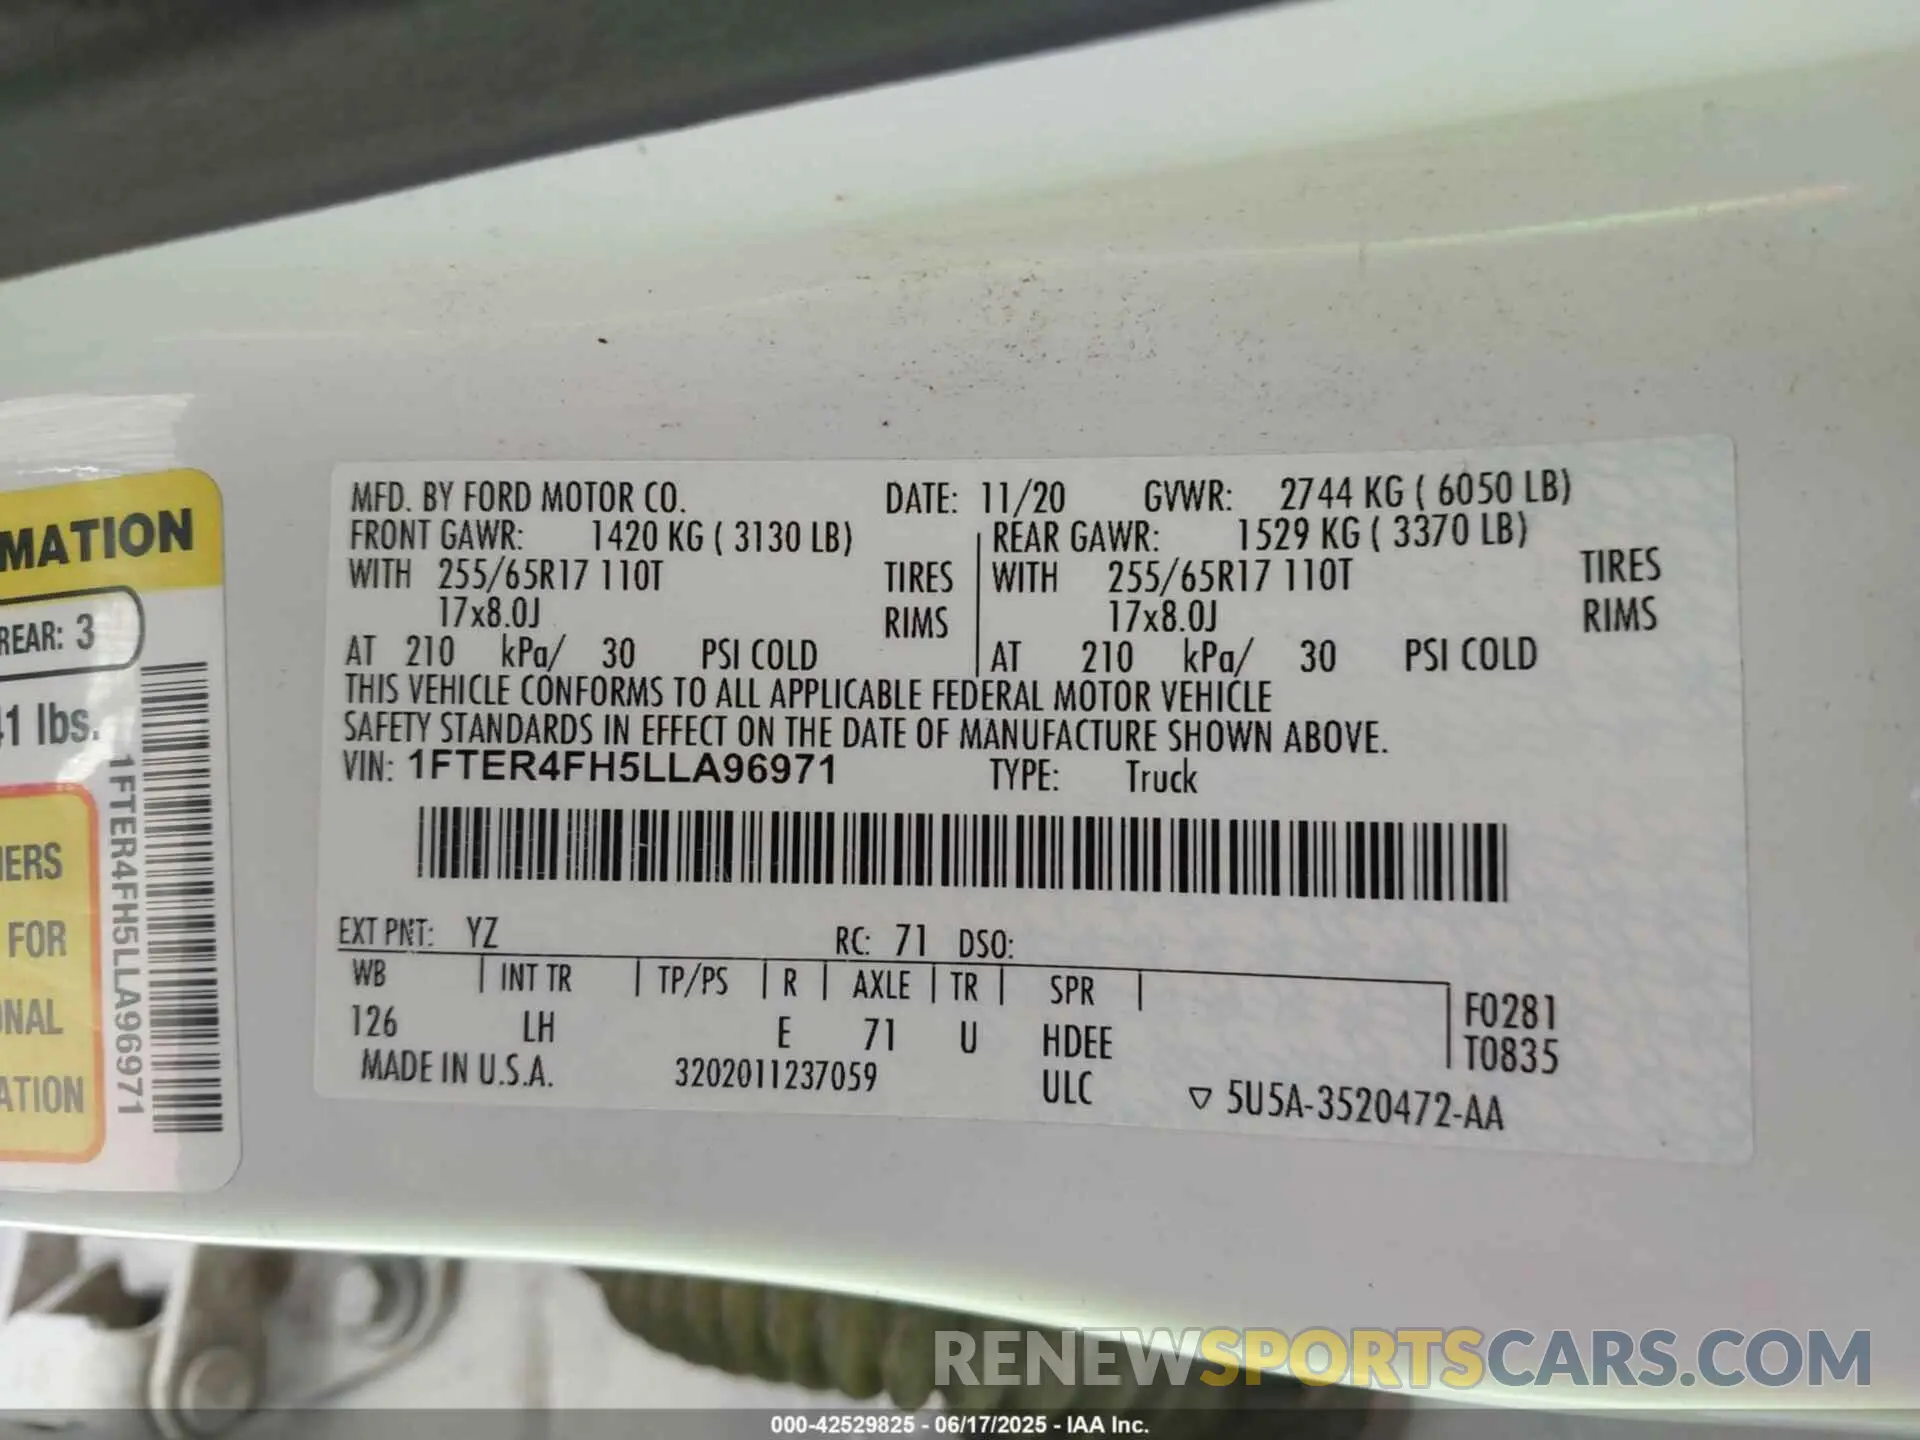 MATION
REAR: 3
41 lbs.
IERS
FOR
ONAL
ATION
1FTER4FH5LLA96971
MFD. BY FORD MOTOR CO. DATE: 11/20 GVWR: 2744 KG ( 6050 LB)
FRONT GAWR: 1420 KG ( 3130 LB) REAR GAWR: 1529 KG ( 3370 LB)
WITH 255/65R17 110T TIRES WITH 255/65R17 110T TIRES
17x8.0J RIMS 17x8.0J RIMS
AT 210 kPa/ 30 PSI COLD AT 210 kPa/ 30 PSI COLD
THIS VEHICLE CONFORMS TO ALL APPLICABLE FEDERAL MOTOR VEHICLE
SAFETY STANDARDS IN EFFECT ON THE DATE OF MANUFACTURE SHOWN ABOVE.
VIN: 1FTER4FH5LLA96971 TYPE: Truck
EXT PNT: YZ RC: 71 DSO:
WB INT TR TP/PS R AXLE TR SPR
126 LH E 71 U HDEE F0281
MADE IN U.S.A. 3202011237059 ULC T0835
5U5A-3520472-AA
RENEWSPORTSCARS.COM
000-42529825 - 06/17/2025 - IAA Inc.